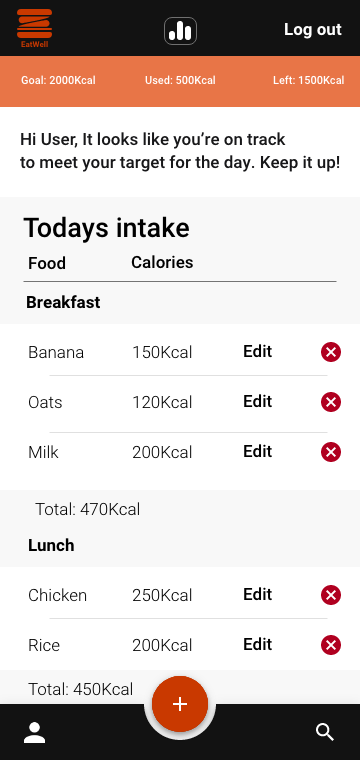 EatWell
Log out
Goal: 2000Kcal Used: 500Kcal Left: 1500Kcal
Hi User, It looks like you’re on track
to meet your target for the day. Keep it up!
Todays intake
Food Calories
Breakfast
Banana 150Kcal Edit
Oats 120Kcal Edit
Milk 200Kcal Edit
Total: 470Kcal
Lunch
Chicken 250Kcal Edit
Rice 200Kcal Edit
Total: 450Kcal